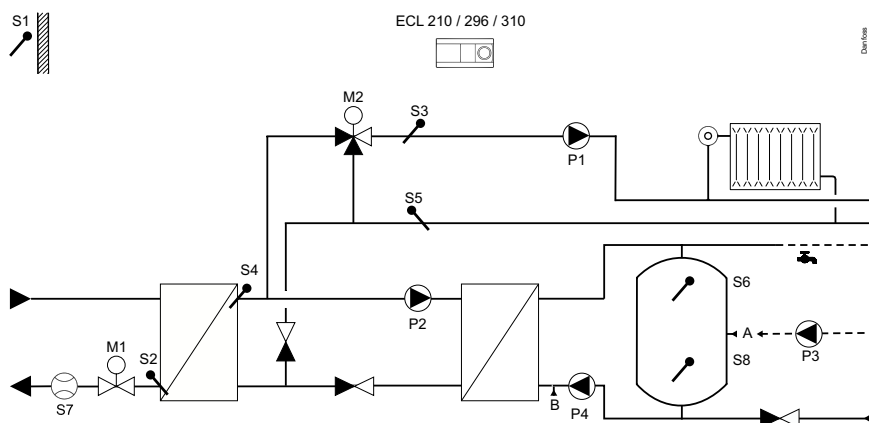 S1
ECL 210 / 296 / 310
Danfoss
M2
S3
P1
S5
S4
S6
P2
A
P3
M1
S2
S8
S7
B
P4